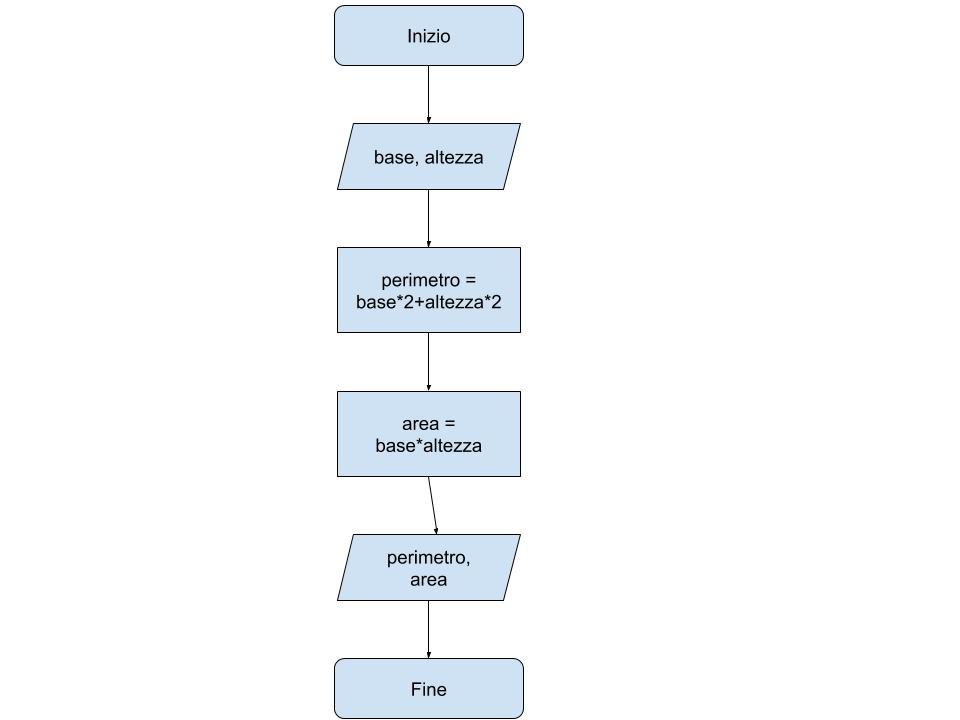 Inizio
base, altezza
perimetro =
base*2+altezza*2
area =
base*altezza
perimetro,
area
Fine